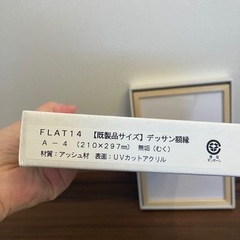 FLAT14 【既製品サイズ】デッサン額縁
A-4 (210×297㎜) 無垢(むく)
材質:アッシュ材 表面:UVカットアクリル